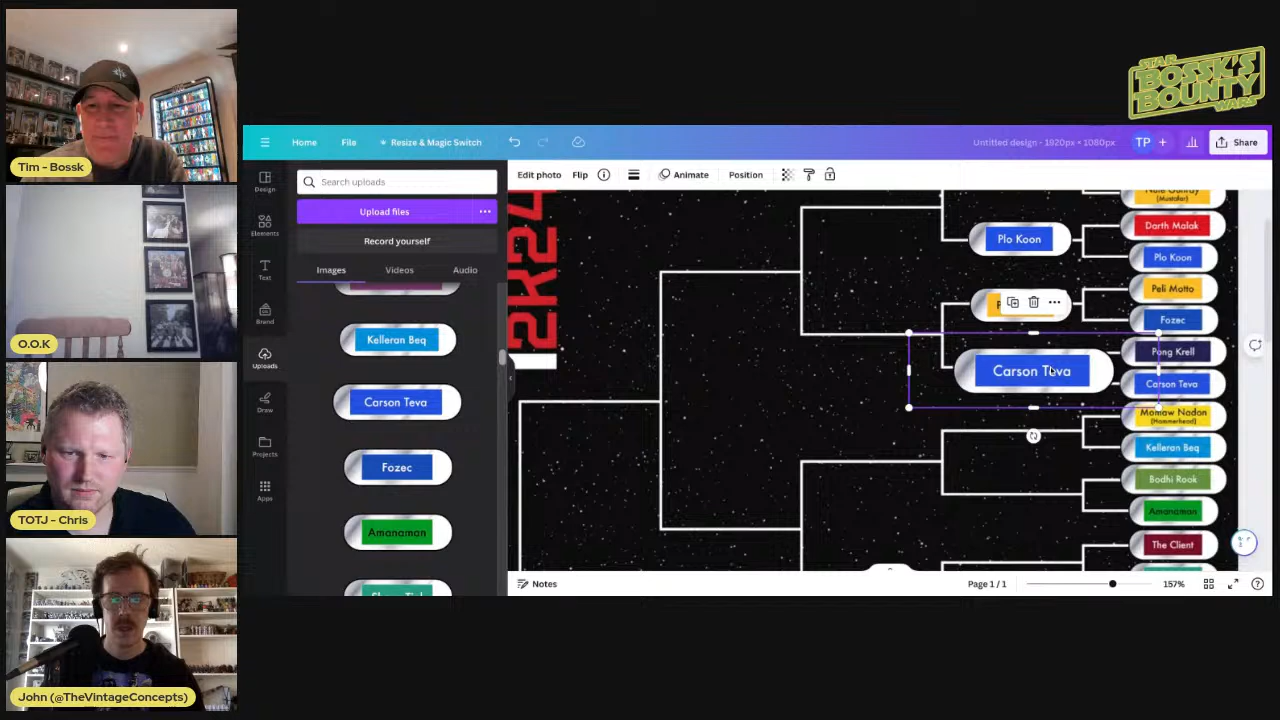 STAR
BOSSK'S
BOUNTY
WARS
Tim - Bossk
O.O.K
TOTJ - Chris
John (@TheVintageConcepts)
Home
File
Resize & Magic Switch
Untitled design - 1920px × 1080px
TP
+
Share
Design
Elements
Text
Brand
Uploads
Draw
Projects
Apps
Search uploads
Upload files
Record yourself
Images
Videos
Audio
Kelleran Beq
Carson Teva
Fozec
Amanaman
Edit photo
Flip
Animate
Position
2K24
Plo Koon
Carson Teva
Nute Gunray
(Mustafar)
Darth Malak
Plo Koon
Peli Motto
Fozec
Pong Krell
Carson Teva
Momaw Nadon
(Hammerhead)
Kelleran Beq
Bodhi Rook
Amanaman
The Client
Notes
Page 1 / 1
157%